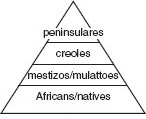 peninsulares
creoles
mestizos/mulattoes
Africans/natives